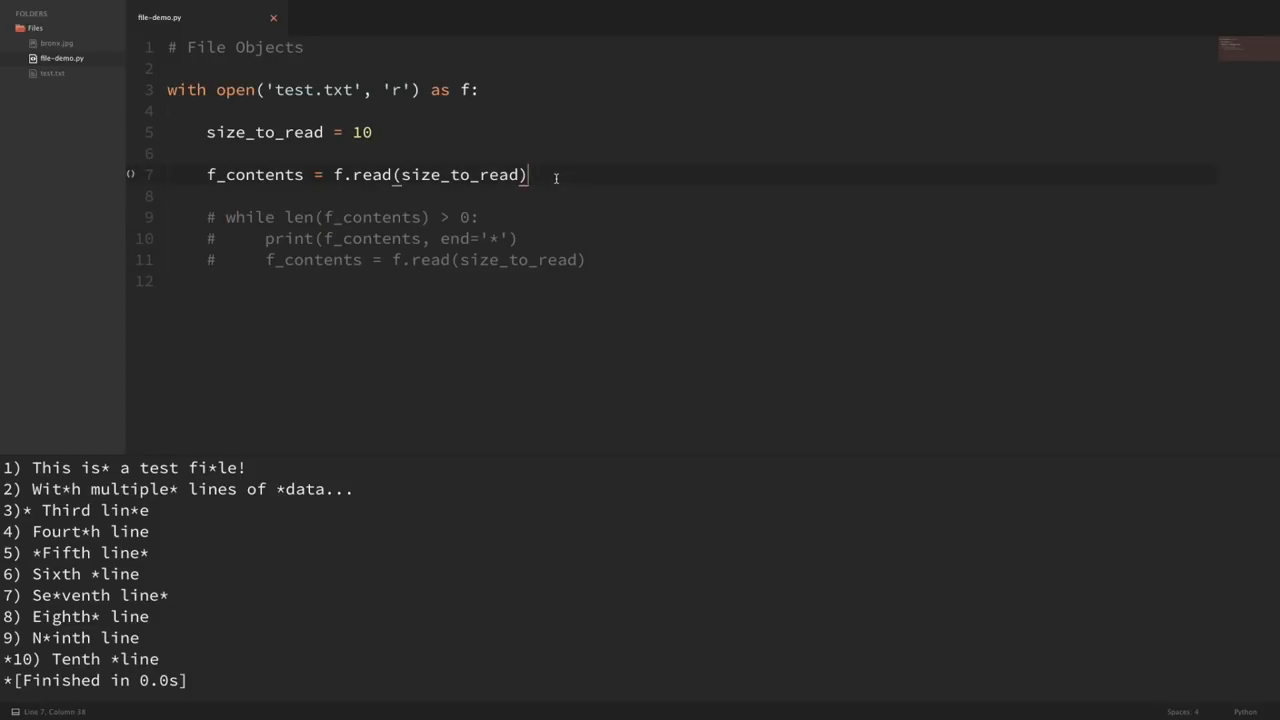 FOLDERS
Files
bronx.jpg
file-demo.py
test.txt
file-demo.py
1 # File Objects
2
3 with open('test.txt', 'r') as f:
4
5 size_to_read = 10
6
7 f_contents = f.read(size_to_read)
8
9 # while len(f_contents) > 0:
10 #     print(f_contents, end='*')
11 #     f_contents = f.read(size_to_read)
12
1) This is* a test fi*le!
2) Wit*h multiple* lines of *data...
3)* Third lin*e
4) Fourt*h line
5) *Fifth line*
6) Sixth *line
7) Se*venth line*
8) Eighth* line
9) N*inth line
*10) Tenth *line
*[Finished in 0.0s]
Line 7, Column 38
Spaces: 4
Python